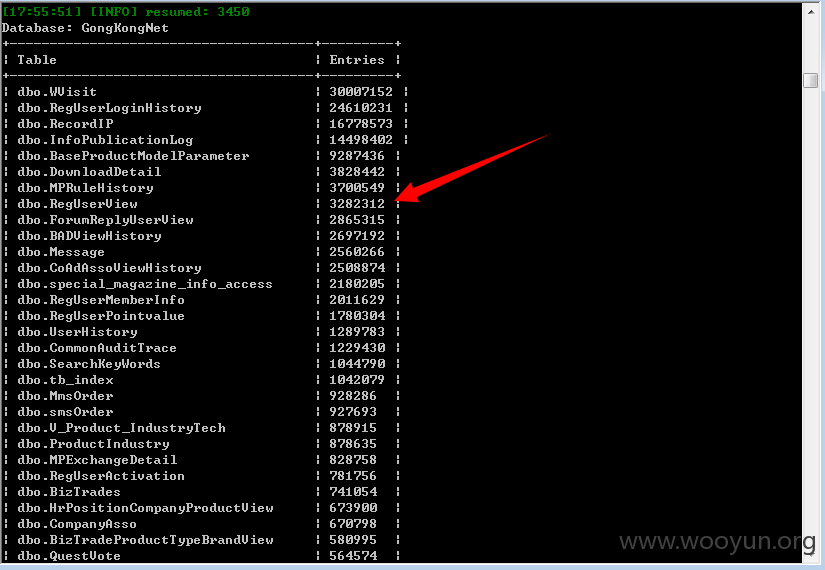 [17:55:51] [INFO] resumed: 3450
Database: GongKongNet
+--------------------------------------+----------+
| Table | Entries |
+--------------------------------------+----------+
| dbo.WVisit | 30007152 |
| dbo.RegUserLoginHistory | 24610231 |
| dbo.RecordIP | 16778573 |
| dbo.InfoPublicationLog | 14498402 |
| dbo.BaseProductModelParameter | 9287436 |
| dbo.DownloadDetail | 3828442 |
| dbo.MPRuleHistory | 3700549 |
| dbo.RegUserView | 3282312 |
| dbo.ForumReplyUserView | 2865315 |
| dbo.BADViewHistory | 2697192 |
| dbo.Message | 2560266 |
| dbo.CoAdAssoViewHistory | 2508874 |
| dbo.special_magazine_info_access | 2180205 |
| dbo.RegUserMemberInfo | 2011629 |
| dbo.RegUserPointvalue | 1780304 |
| dbo.UserHistory | 1289783 |
| dbo.CommonAuditTrace | 1229430 |
| dbo.SearchKeyWords | 1044790 |
| dbo.tb_index | 1042079 |
| dbo.MmsOrder | 928286 |
| dbo.smsOrder | 927693 |
| dbo.V_Product_IndustryTech | 878915 |
| dbo.ProductIndustry | 878635 |
| dbo.MPExchangeDetail | 828758 |
| dbo.RegUserActivation | 781756 |
| dbo.BizTrades | 741054 |
| dbo.HrPositionCompanyProductView | 673900 |
| dbo.CompanyAsso | 670798 |
| dbo.BizTradeProductTypeBrandView | 580995 |
| dbo.QuestVote | 564574 |
www.wooyun.org